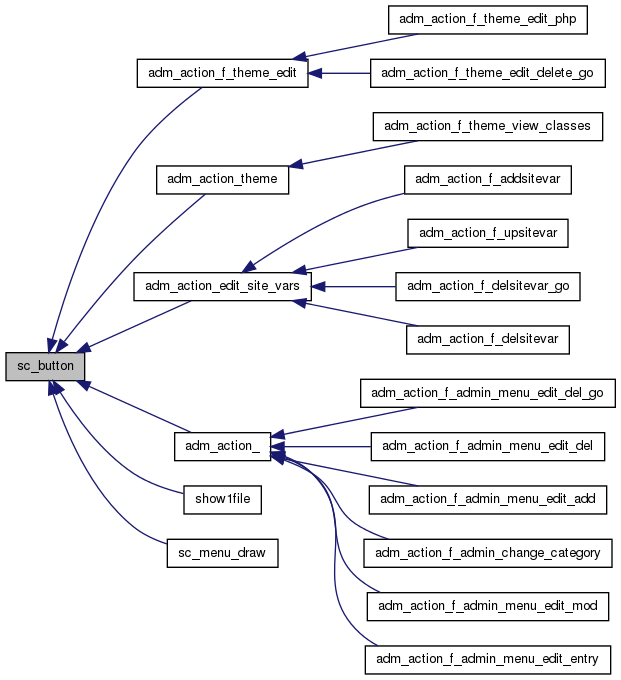 adm_action_f_theme_edit_php
adm_action_f_theme_edit
adm_action_f_theme_edit_delete_go
adm_action_f_theme_view_classes
adm_action_theme
adm_action_f_addsitevar
adm_action_f_upsitevar
adm_action_edit_site_vars
adm_action_f_delsitevar_go
adm_action_f_delsitevar
sc_button
adm_action_f_admin_menu_edit_del_go
adm_action_
adm_action_f_admin_menu_edit_del
show1file
adm_action_f_admin_menu_edit_add
sc_menu_draw
adm_action_f_admin_change_category
adm_action_f_admin_menu_edit_mod
adm_action_f_admin_menu_edit_entry